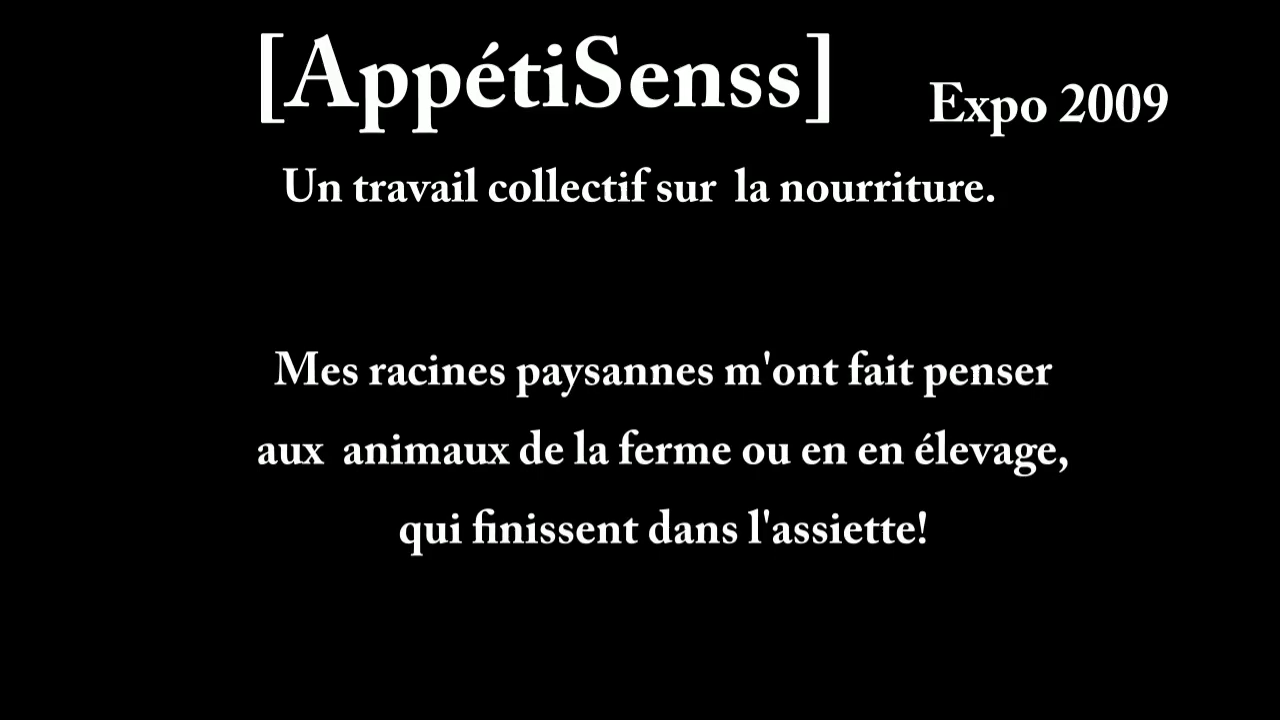 [AppétiSenss] Expo 2009
Un travail collectif sur la nourriture.
Mes racines paysannes m'ont fait penser
aux animaux de la ferme ou en en élevage,
qui finissent dans l'assiette!